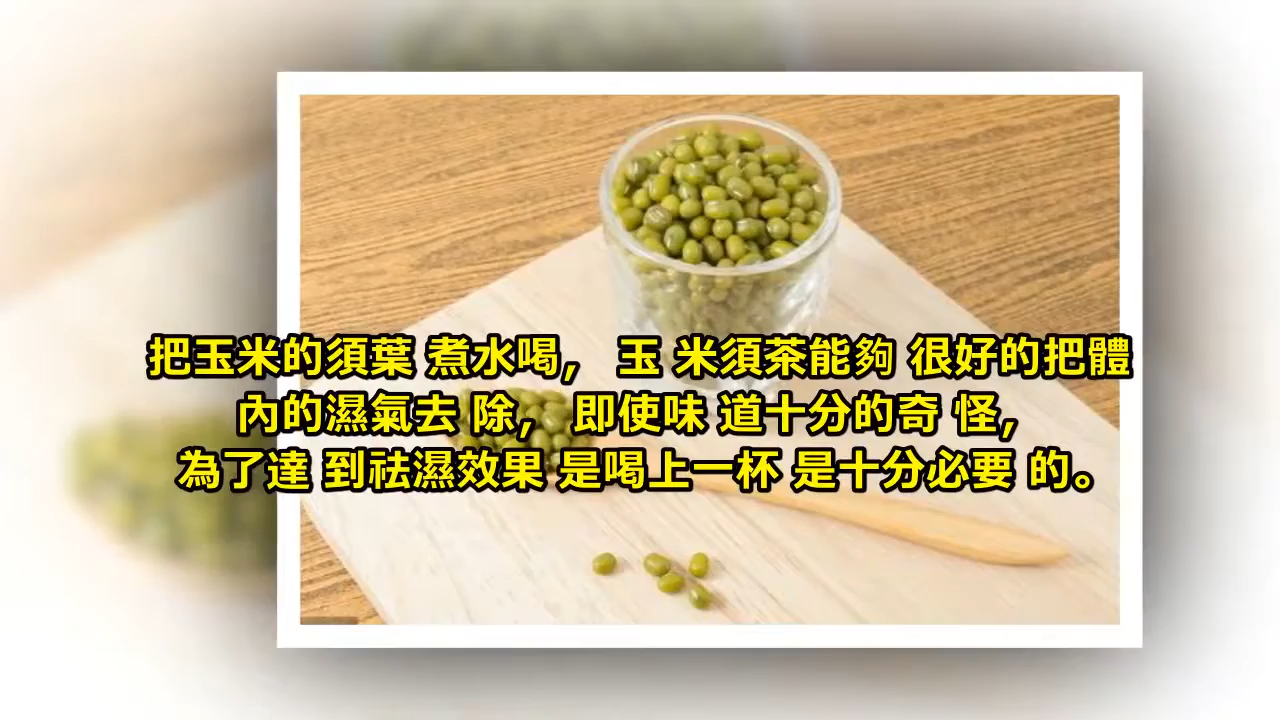 把玉米的須葉 煮水喝， 玉 米須茶能夠 很好的把體
內的濕氣去 除， 即使味 道十分的奇 怪，
為了達 到祛濕效果 是喝上一杯 是十分必要 的。